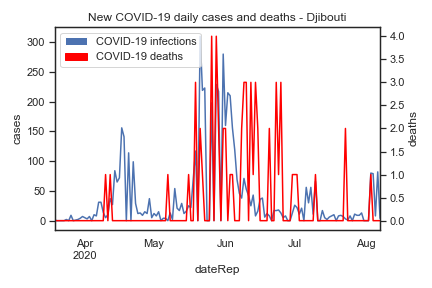 New COVID-19 daily cases and deaths - Djibouti
COVID-19 infections
COVID-19 deaths
300
250
200
150
100
50
0
cases
4.0
3.5
3.0
2.5
2.0
1.5
1.0
0.5
0.0
deaths
Apr May Jun Jul Aug
2020
dateRep